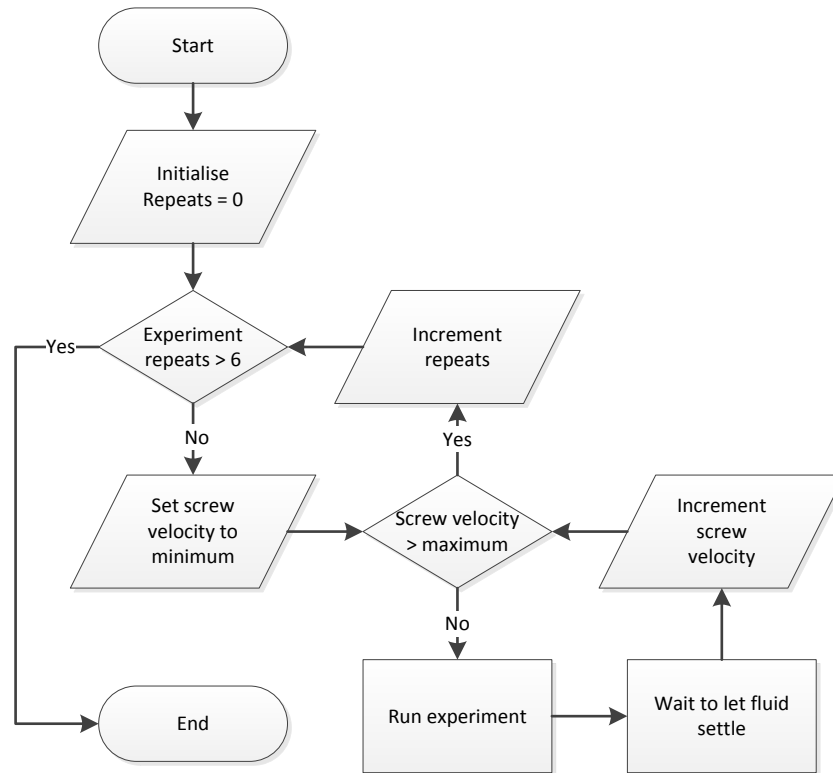 Start
Initialise
Repeats = 0
Experiment
repeats > 6
Yes
Increment
repeats
No
Yes
Set screw
velocity to
minimum
Screw velocity
> maximum
Increment
screw
velocity
No
End
Run experiment
Wait to let fluid
settle